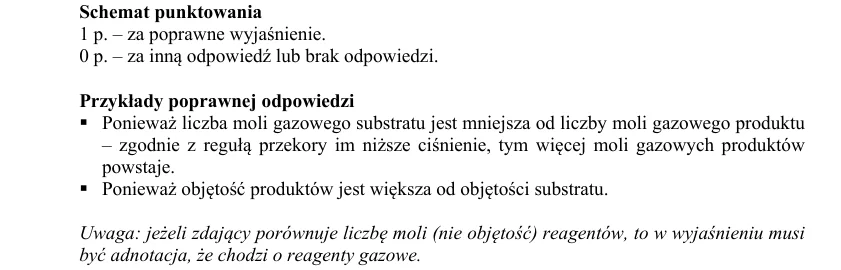 Schemat punktowania
1 p. – za poprawne wyjaśnienie.
0 p. – za inną odpowiedź lub brak odpowiedzi.
Przykłady poprawnej odpowiedzi
▪ Ponieważ liczba moli gazowego substratu jest mniejsza od liczby moli gazowego produktu
– zgodnie z regułą przekory im niższe ciśnienie, tym więcej moli gazowych produktów
powstaje.
▪ Ponieważ objętość produktów jest większa od objętości substratu.
Uwaga: jeżeli zdający porównuje liczbę moli (nie objętość) reagentów, to w wyjaśnieniu musi
być adnotacja, że chodzi o reagenty gazowe.